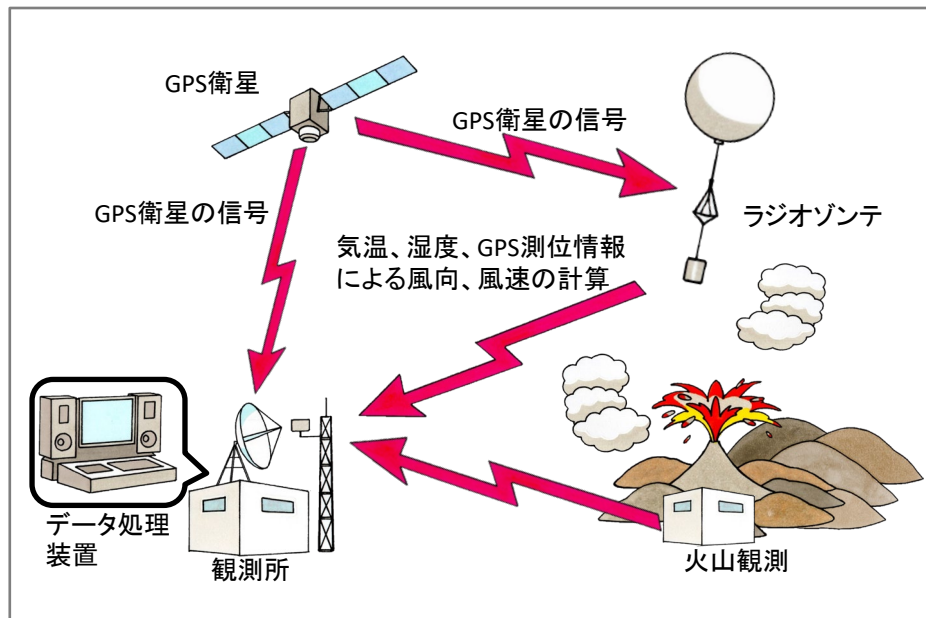 GPS衛星
GPS衛星の信号
GPS衛星の信号
ラジオゾンテ
気温、湿度、GPS測位情報
による風向、風速の計算
データ処理
装置
観測所
火山観測